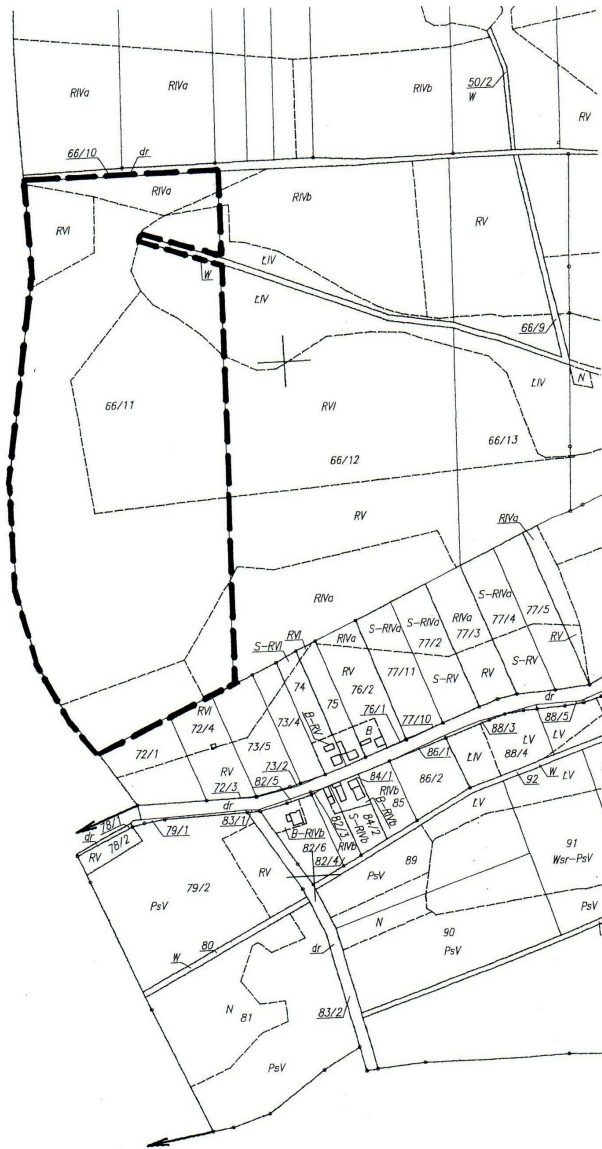 50/2
W
RIVa
RIVa
RIVb
RV
66/10
dr
RIVa
RIVb
RVI
RV
W
ŁIV
ŁIV
66/9
ŁIV
N
66/11
RVI
66/13
66/12
RV
RIVa
RIVa
S-RIVa
77/5
S-RIVa
77/4
RIVa
77/3
S-RIVa
77/2
S-RIVa
77/11
RIVa
RV
S-RVI
RVI
RV
76/2
75
74
S-RV
RV
S-RV
76/1
77/10
dr
B
B-RV
73/4
73/5
RVI
72/4
72/1
RV
72/3
73/2
82/5
88/5
88/3
ŁV
88/4
ŁV
86/1
ŁIV
92
W
ŁV
ŁV
84/1
B-RIVb
RIVb
85
86/2
84/2
S-RIVb
RIVb
82/3
82/4
82/6
B-RIVb
dr
83/1
78/1
79/1
dr
78/2
RV
RV
79/2
PsV
89
PsV
91
Wsr-PsV
PsV
N
90
PsV
80
W
dr
83/2
N
81
PsV